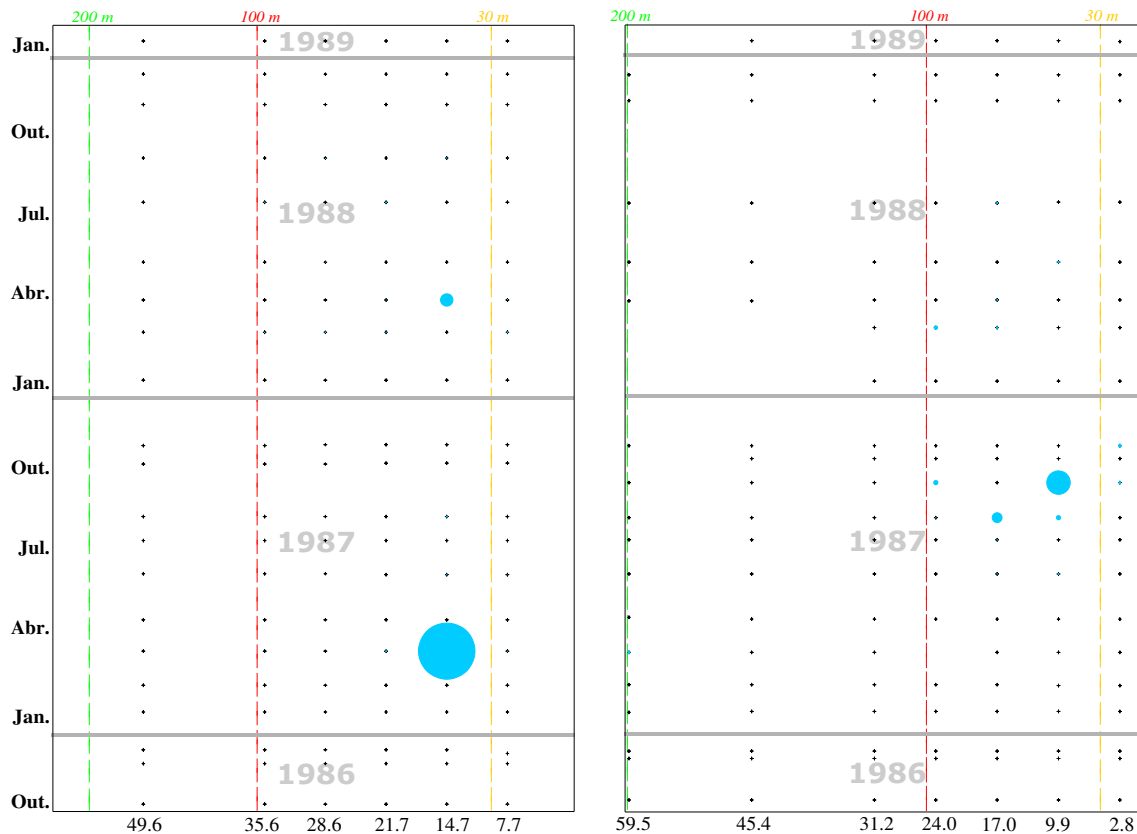 200 m 100 m 30 m 200 m 100 m 30 m
Jan. 1989 1989
Out.
Jul. 1988 1988
Abr.
Jan.
Out.
Jul. 1987 1987
Abr.
Jan.
1986 1986
Out.
49.6 35.6 28.6 21.7 14.7 7.7 59.5 45.4 31.2 24.0 17.0 9.9 2.8